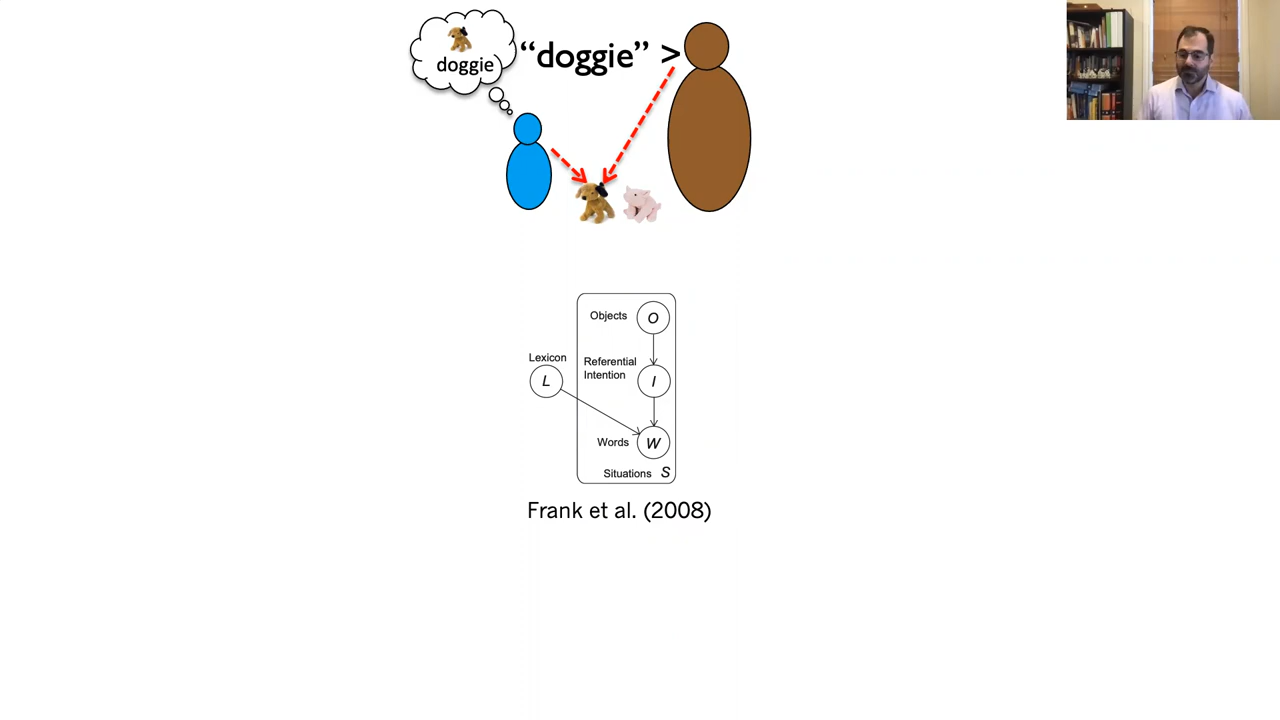 “doggie” >
doggie
Objects
O
Lexicon
Referential
Intention
L
I
Words
W
Situations S
Frank et al. (2008)